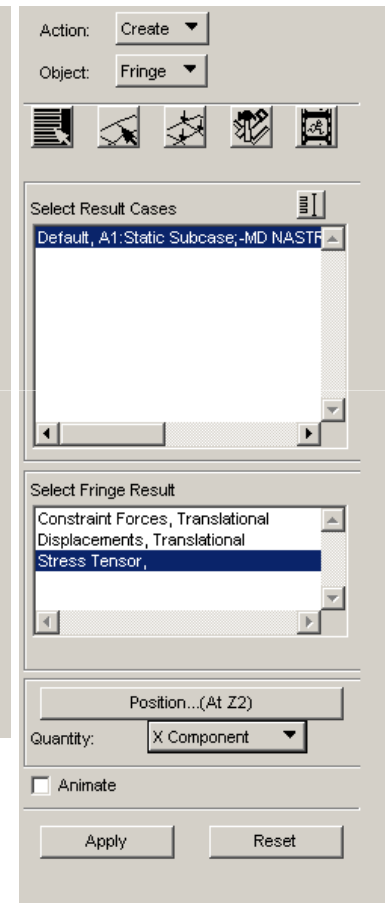 Action: Create
Object: Fringe
Select Result Cases
Default, A1:Static Subcase;-MD NASTR
Select Fringe Result
Constraint Forces, Translational
Displacements, Translational
Stress Tensor,
Position...(At Z2)
Quantity: X Component
Animate
Apply Reset